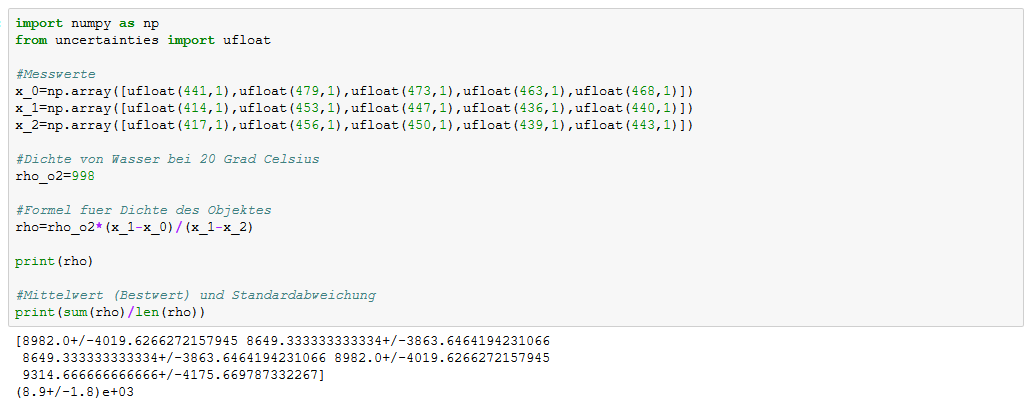 import numpy as np
from uncertainties import ufloat
#Messwerte
x_0=np.array([ufloat(441,1),ufloat(479,1),ufloat(473,1),ufloat(463,1),ufloat(468,1)])
x_1=np.array([ufloat(414,1),ufloat(453,1),ufloat(447,1),ufloat(436,1),ufloat(440,1)])
x_2=np.array([ufloat(417,1),ufloat(456,1),ufloat(450,1),ufloat(439,1),ufloat(443,1)])
#Dichte von Wasser bei 20 Grad Celsius
rho_o2=998
#Formel fuer Dichte des Objektes
rho=rho_o2*(x_1-x_0)/(x_1-x_2)
print(rho)
#Mittelwert (Bestwert) und Standardabweichung
print(sum(rho)/len(rho))
[8982.0+/-4019.6266272157945 8649.333333333334+/-3863.6464194231066
8649.333333333334+/-3863.6464194231066 8982.0+/-4019.6266272157945
9314.666666666666+/-4175.669787332267]
(8.9+/-1.8)e+03